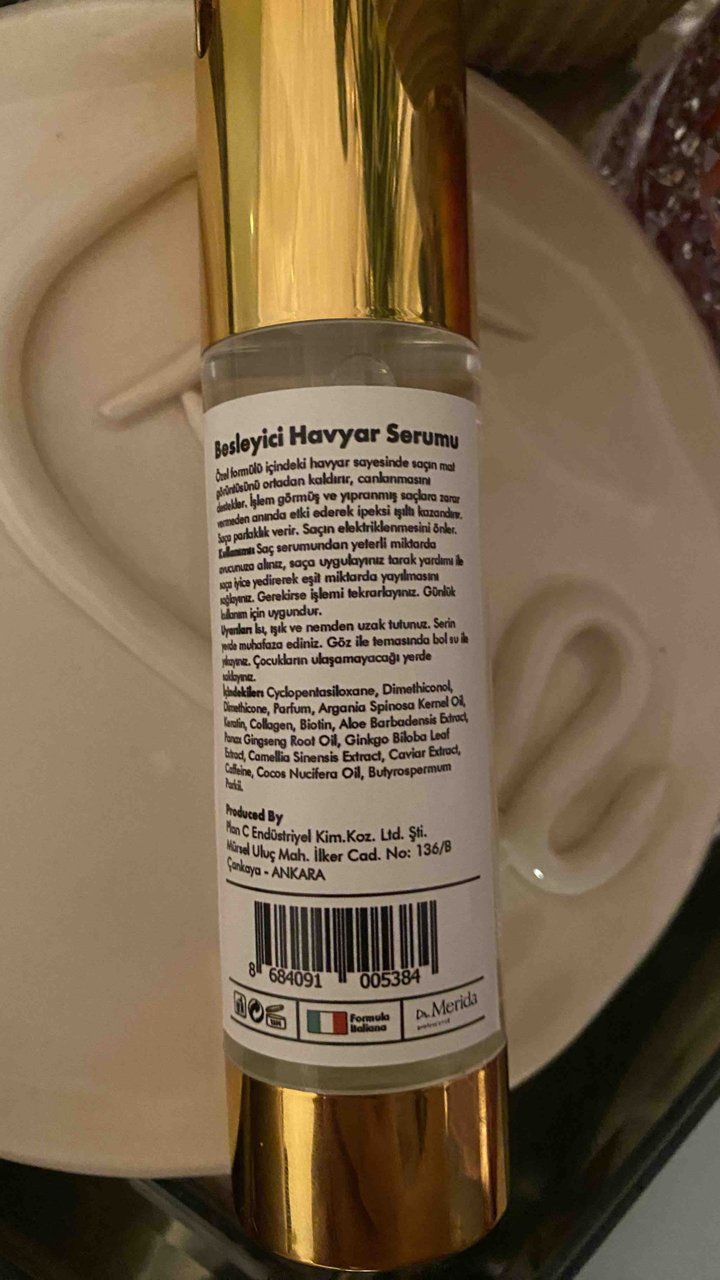 Besleyici Havyar Serumu
Özel formülü içindeki havyar sayesinde saçın mat
görüntüsünü ortadan kaldırır, canlanmasını
destekler. İşlem görmüş ve yıpranmış saçlara zarar
vermeden anında etki ederek ipeksi ışıltı kazandırır.
Saça parlaklık verir. Saçın elektriklenmesini önler.
Kullanımı: Saç serumundan yeterli miktarda
avucunuza alınız, saça uygulayınız tarak yardımı ile
saça iyice yedirerek eşit miktarda yayılmasını
sağlayınız. Gerekirse işlemi tekrarlayınız. Günlük
kullanım için uygundur.
Uyarıları: Isı, ışık ve nemden uzak tutunuz. Serin
yerde muhafaza ediniz. Göz ile temasında bol su ile
yıkayınız. Çocukların ulaşamayacağı yerde
saklayınız.
İçindekiler: Cyclopentasiloxane, Dimethiconol,
Dimethicone, Parfum, Argania Spinosa Kernel Oil,
Keratin, Collagen, Biotin, Aloe Barbadensis Extract,
Panax Gingseng Root Oil, Ginkgo Biloba Leaf
Extract, Camellia Sinensis Extract, Caviar Extract,
Caffeine, Cocos Nucifera Oil, Butyrospermum
Parkii.
Produced By
Plan C Endüstriyel Kim.Koz. Ltd. Şti.
Mürsel Uluç Mah. İlker Cad. No: 136/B
Çankaya - ANKARA
8 684091 005384
Formula
Italiana
Dr. Merida